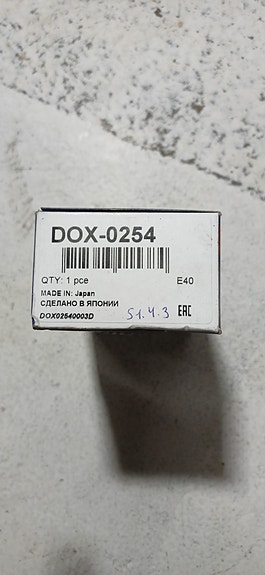 DOX-0254
QTY: 1 pce E40
MADE IN: Japan
СДЕЛАНО В ЯПОНИИ
51.4.3 EAC
DOX02540003D